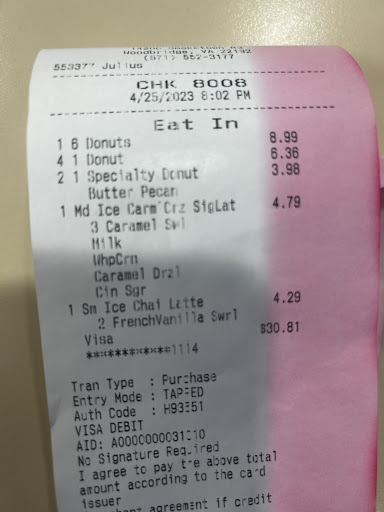 Woodbridge, VA 22192
(571) 552-3177
55377 Julius
CHK 8008
4/25/2023 8:02 PM
Eat In
1 6 Donuts 8.99
4 1 Donut 6.36
2 1 Specialty Donut 3.98
Butter Pecan
1 Md Ice Carm Crz SigLat 4.79
3 Caramel Swl
Milk
WhpCrn
Caramel Drzl
Cin Sgr
1 Sm Ice Chai Latte 4.29
2 FrenchVanilla Swrl
Visa $30.81
************1114
Tran Type : Purchase
Entry Mode : TAPPED
Auth Code : H93551
VISA DEBIT
AID: A0000000031010
No Signature Required
I agree to pay the above total
amount according to the card
issuer
agreement if credit